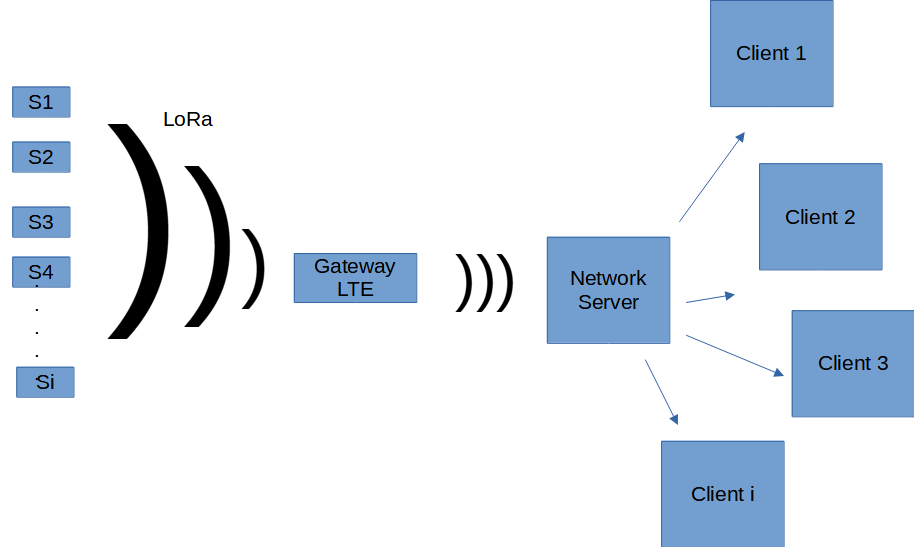 S1
S2
S3
S4
Si
LoRa
Gateway
LTE
Network
Server
Client 1
Client 2
Client 3
Client i